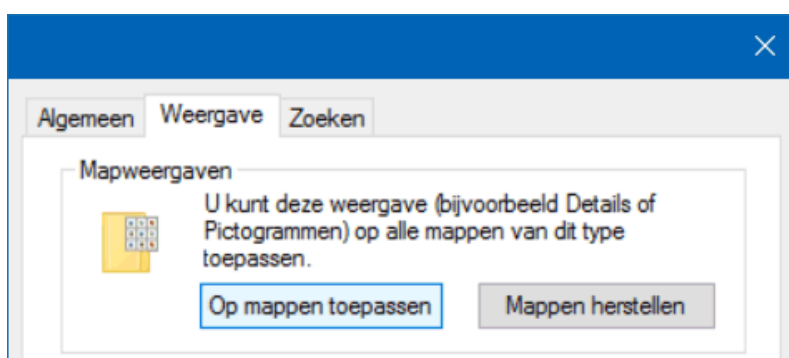 Algemeen Weergave Zoeken
Mapweergaven
U kunt deze weergave (bijvoorbeeld Details of
Pictogrammen) op alle mappen van dit type
toepassen.
Op mappen toepassen Mappen herstellen